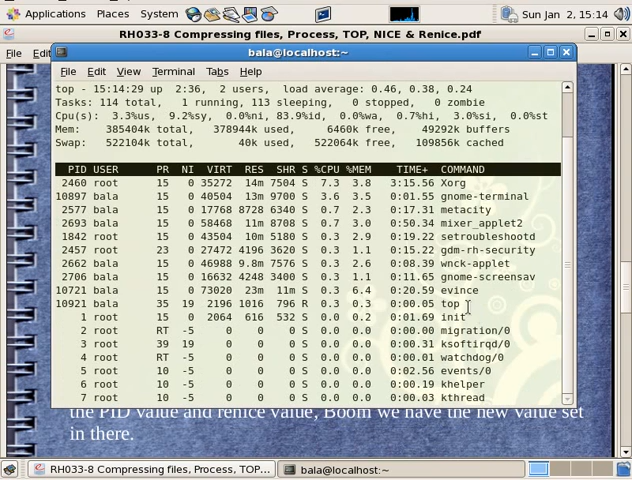 Applications Places System Sun Jan 2, 15:14
RH033-8 Compressing files, Process, TOP, NICE & Renice.pdf
File Edit
bala@localhost:~
File Edit View Terminal Tabs Help
top - 15:14:29 up 2:36, 2 users, load average: 0.46, 0.38, 0.24
Tasks: 114 total, 1 running, 113 sleeping, 0 stopped, 0 zombie
Cpu(s): 3.3%us, 9.2%sy, 0.0%ni, 83.9%id, 0.0%wa, 0.7%hi, 3.0%si, 0.0%st
Mem: 385404k total, 378944k used, 6460k free, 49292k buffers
Swap: 522104k total, 40k used, 522064k free, 109856k cached
PID USER PR NI VIRT RES SHR S %CPU %MEM TIME+ COMMAND
2460 root 15 0 35272 14m 7504 S 7.3 3.8 3:15.56 Xorg
10897 bala 15 0 40504 13m 9700 S 3.6 3.5 0:01.55 gnome-terminal
2577 bala 15 0 17768 8728 6340 S 0.7 2.3 0:17.31 metacity
2693 bala 15 0 58468 11m 8708 S 0.7 3.0 0:50.34 mixer_applet2
1842 root 15 0 43504 10m 5180 S 0.3 2.9 0:19.22 setroubleshootd
2457 root 23 0 27472 4196 3620 S 0.3 1.1 0:15.22 gdm-rh-security
2662 bala 15 0 46988 9.8m 7576 S 0.3 2.6 0:08.39 wnck-applet
2706 bala 15 0 16632 4248 3400 S 0.3 1.1 0:11.65 gnome-screensav
10721 bala 15 0 73020 23m 11m S 0.3 6.4 0:20.59 evince
10921 bala 35 19 2196 1016 796 R 0.3 0.3 0:00.05 top
1 root 15 0 2064 616 532 S 0.0 0.2 0:01.69 init
2 root RT -5 0 0 0 S 0.0 0.0 0:00.00 migration/0
3 root 39 19 0 0 0 S 0.0 0.0 0:00.31 ksoftirqd/0
4 root RT -5 0 0 0 S 0.0 0.0 0:00.01 watchdog/0
5 root 10 -5 0 0 0 S 0.0 0.0 0:02.56 events/0
6 root 10 -5 0 0 0 S 0.0 0.0 0:00.19 khelper
7 root 10 -5 0 0 0 S 0.0 0.0 0:00.03 kthread
the PID value and renice value, Boom we have the new value set
in there.
RH033-8 Compressing files, Process, TOP... bala@localhost:~